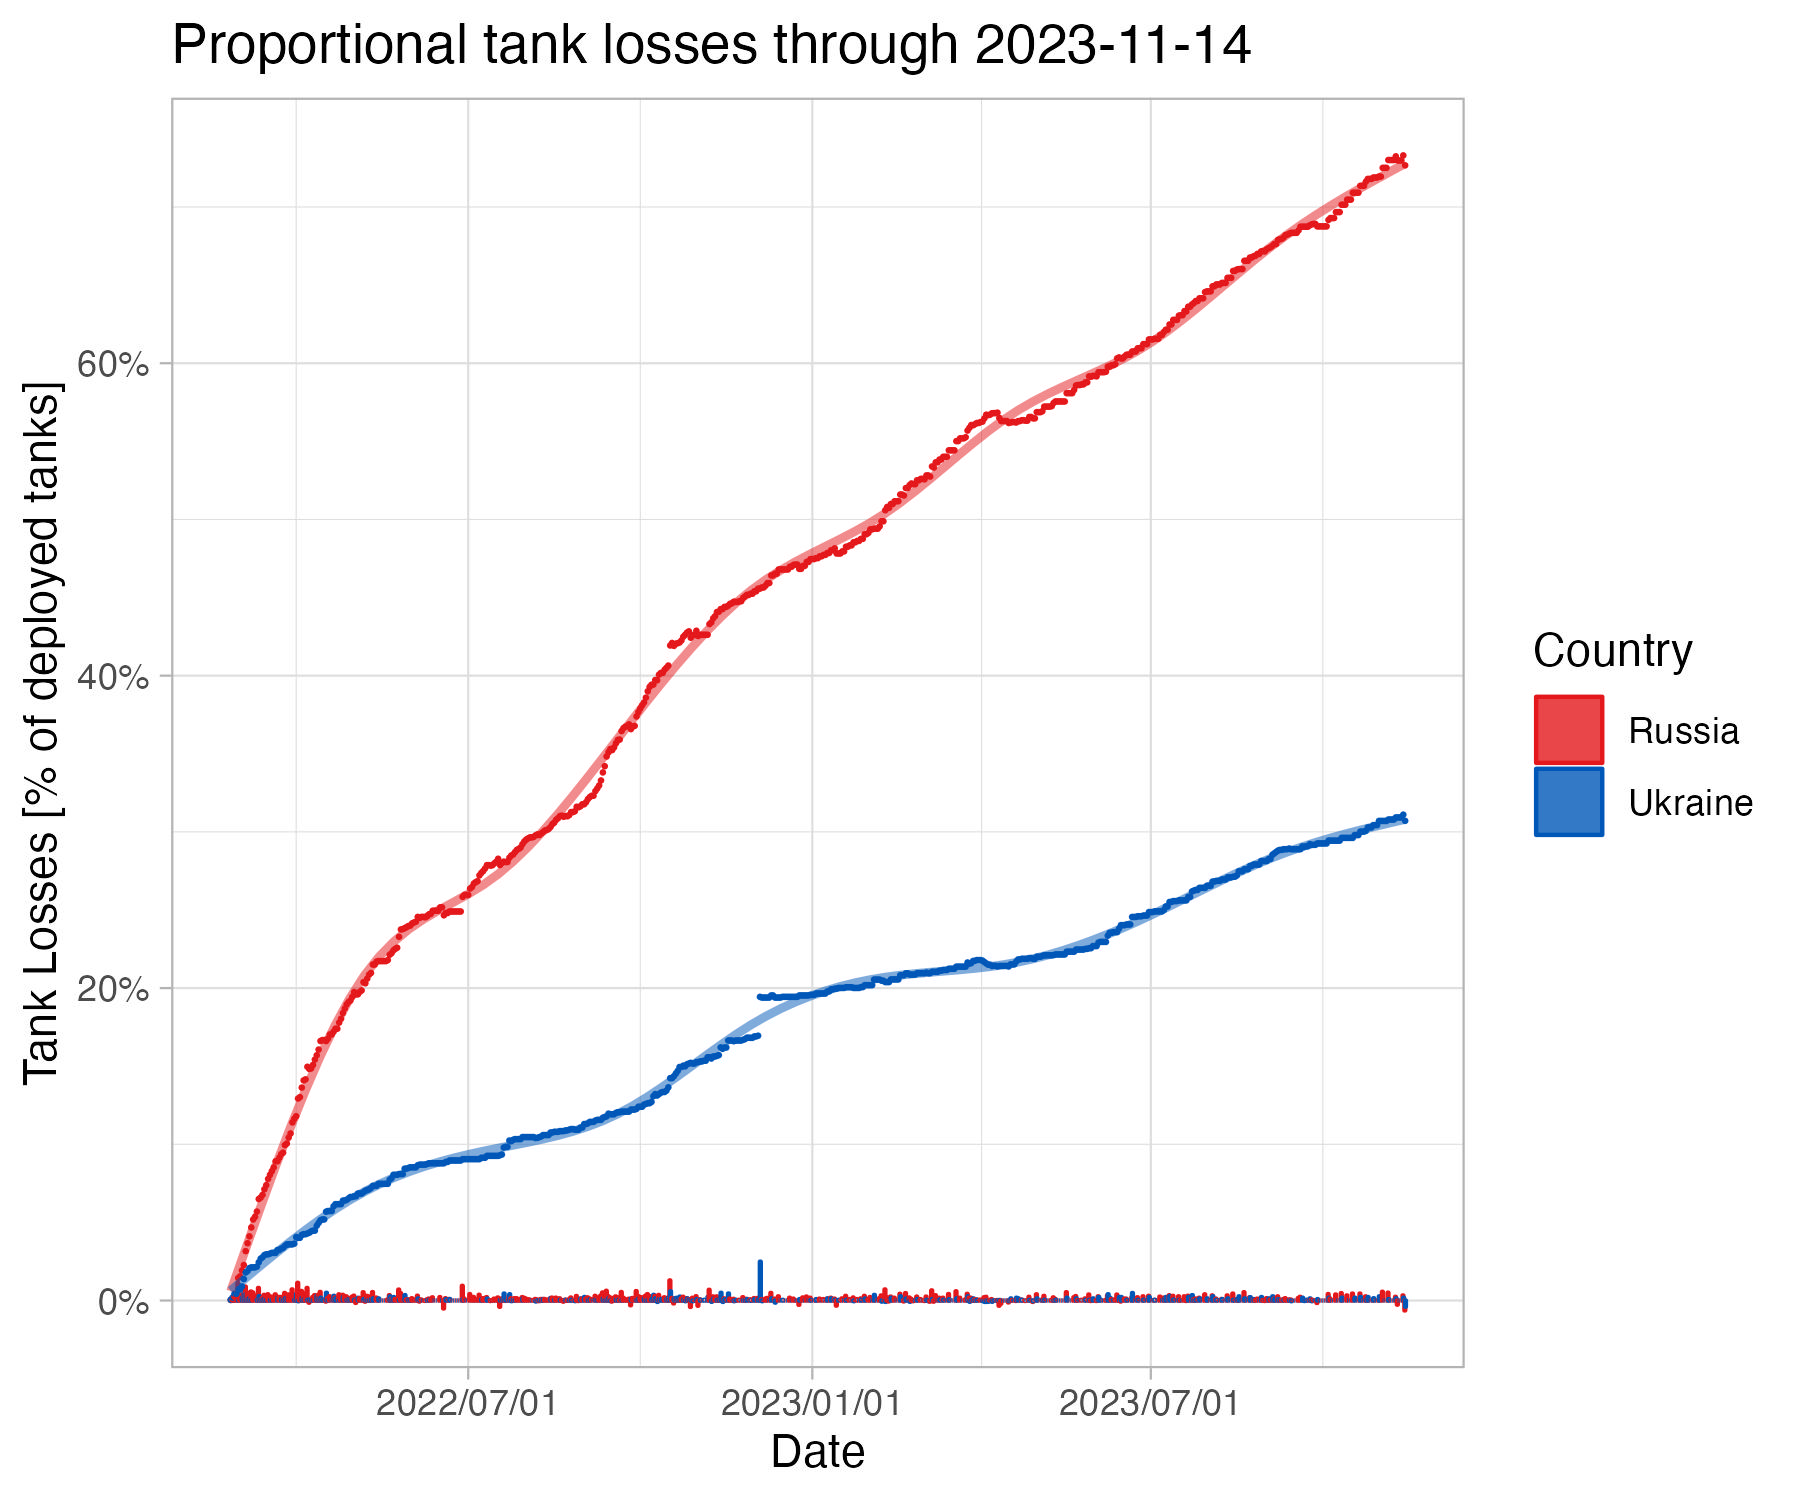 Proportional tank losses through 2023-11-14
Tank Losses [% of deployed tanks]
60%
40%
20%
0%
2022/07/01
2023/01/01
2023/07/01
Date
Country
Russia
Ukraine